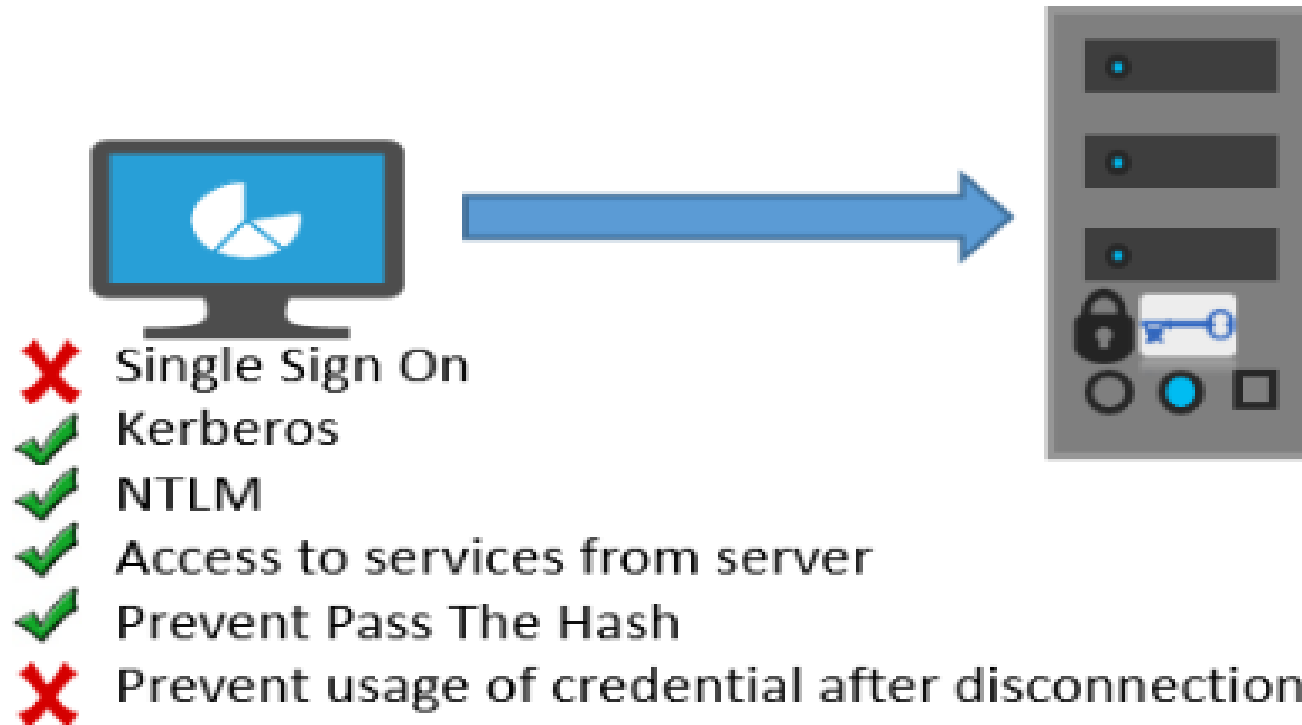 Single Sign On
Kerberos
NTLM
Access to services from server
Prevent Pass The Hash
Prevent usage of credential after disconnection